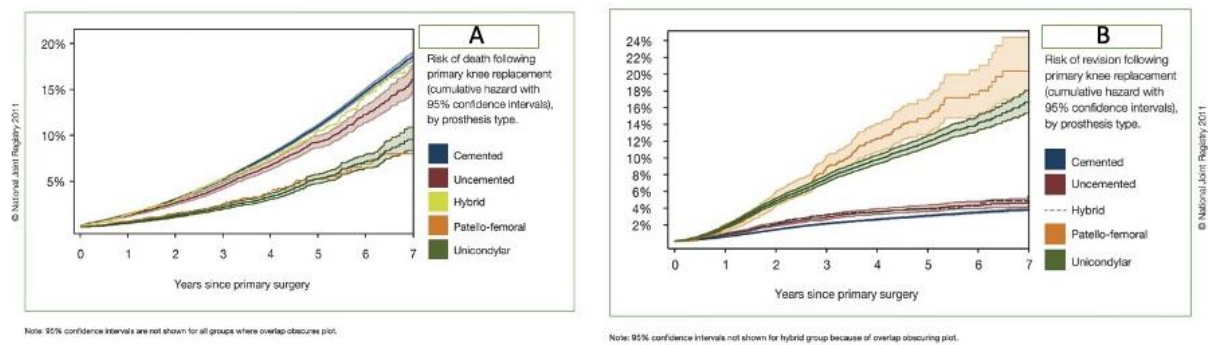 A
Risk of death following
primary knee replacement
(cumulative hazard with
95% confidence intervals),
by prosthesis type.
Cemented
Uncemented
Hybrid
Patello-femoral
Unicondylar
20%
15%
10%
5%
0 1 2 3 4 5 6 7
Years since primary surgery
© National Joint Registry 2011
Note: 95% confidence intervals are not shown for all groups where overlap obscures plot.
B
Risk of revision following
primary knee replacement
(cumulative hazard with
95% confidence intervals),
by prosthesis type.
Cemented
Uncemented
Hybrid
Patello-femoral
Unicondylar
24%
22%
20%
18%
16%
14%
12%
10%
8%
6%
4%
2%
0 1 2 3 4 5 6 7
Years since primary surgery
© National Joint Registry 2011
Note: 95% confidence intervals not shown for hybrid group because of overlap obscuring plot.